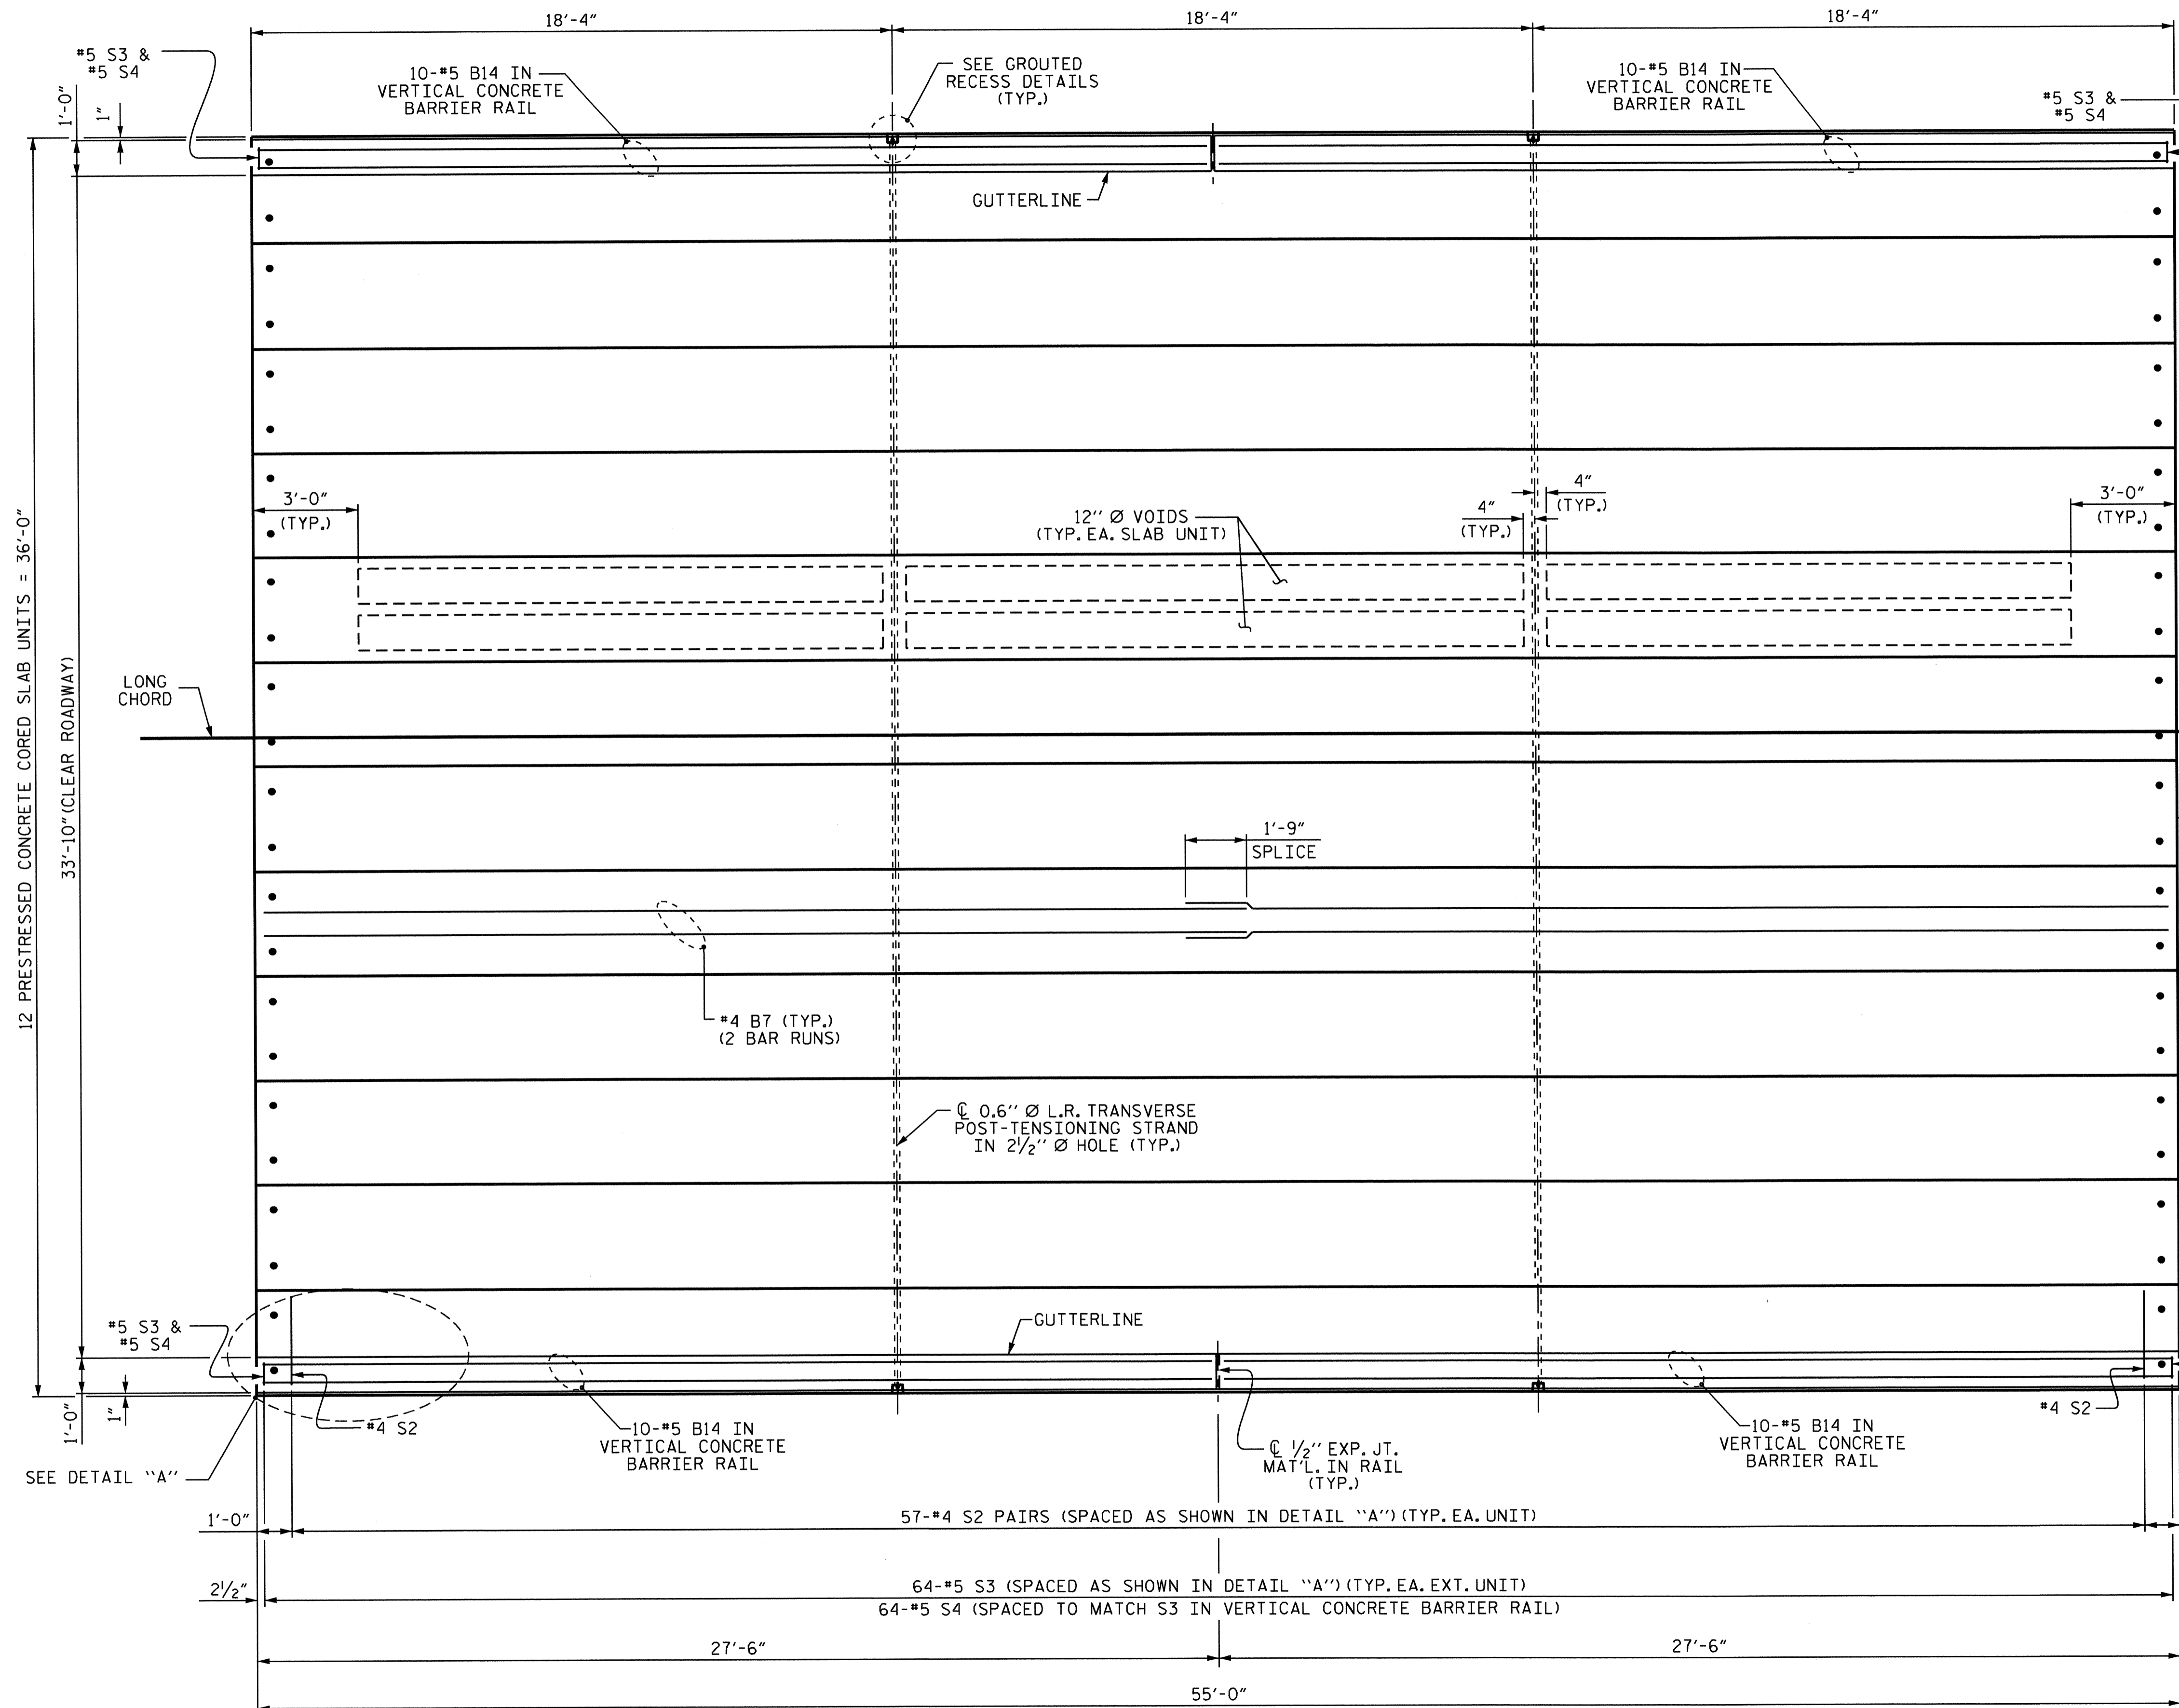 18'-4"
18'-4"
18'-4"
#5 S3 &
#5 S4
10-#5 B14 IN
VERTICAL CONCRETE
BARRIER RAIL
SEE GROUTED
RECESS DETAILS
(TYP.)
10-#5 B14 IN
VERTICAL CONCRETE
BARRIER RAIL
#5 S3 &
#5 S4
1'-0"
1"
GUTTERLINE
12 PRESTRESSED CONCRETE CORED SLAB UNITS = 36'-0"
33'-10" (CLEAR ROADWAY)
3'-0"
(TYP.)
12'' Ø VOIDS
(TYP. EA. SLAB UNIT)
4"
(TYP.)
4"
(TYP.)
3'-0"
(TYP.)
LONG
CHORD
1'-9"
SPLICE
#4 B7 (TYP.)
(2 BAR RUNS)
℄ 0.6'' Ø L.R. TRANSVERSE
POST-TENSIONING STRAND
IN 2 1/2'' Ø HOLE (TYP.)
#5 S3 &
#5 S4
GUTTERLINE
1'-0"
1"
#4 S2
10-#5 B14 IN
VERTICAL CONCRETE
BARRIER RAIL
℄ 1/2'' EXP. JT.
MAT'L. IN RAIL
(TYP.)
10-#5 B14 IN
VERTICAL CONCRETE
BARRIER RAIL
#4 S2
SEE DETAIL "A"
1'-0"
57-#4 S2 PAIRS (SPACED AS SHOWN IN DETAIL "A") (TYP. EA. UNIT)
2 1/2"
64-#5 S3 (SPACED AS SHOWN IN DETAIL "A") (TYP. EA. EXT. UNIT)
64-#5 S4 (SPACED TO MATCH S3 IN VERTICAL CONCRETE BARRIER RAIL)
27'-6"
27'-6"
55'-0"